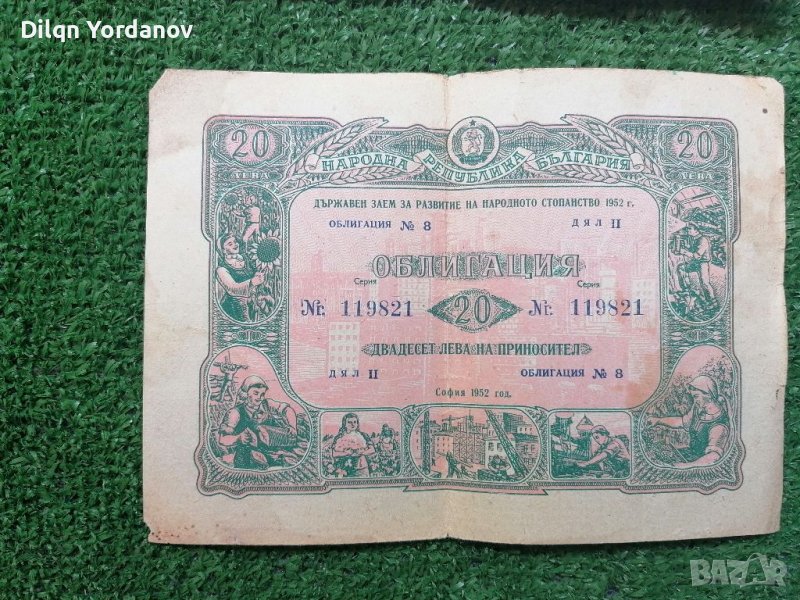 Dilqn Yordanov
20 20
ЛЕВА ЛЕВА
НАРОДНА РЕПУБЛИКА БЪЛГАРИЯ
ДЪРЖАВЕН ЗАЕМ ЗА РАЗВИТИЕ НА НАРОДНОТО СТОПАНСТВО 1952 г.
ОБЛИГАЦИЯ № 8 ДЯЛ II
ОБЛИГАЦИЯ
Серия Серия
№. 119821 20 №. 119821
ДВАДЕСЕТ ЛЕВА НА ПРИНОСИТЕЛ
ДЯЛ II ОБЛИГАЦИЯ № 8
София 1952 год.
BAZAR